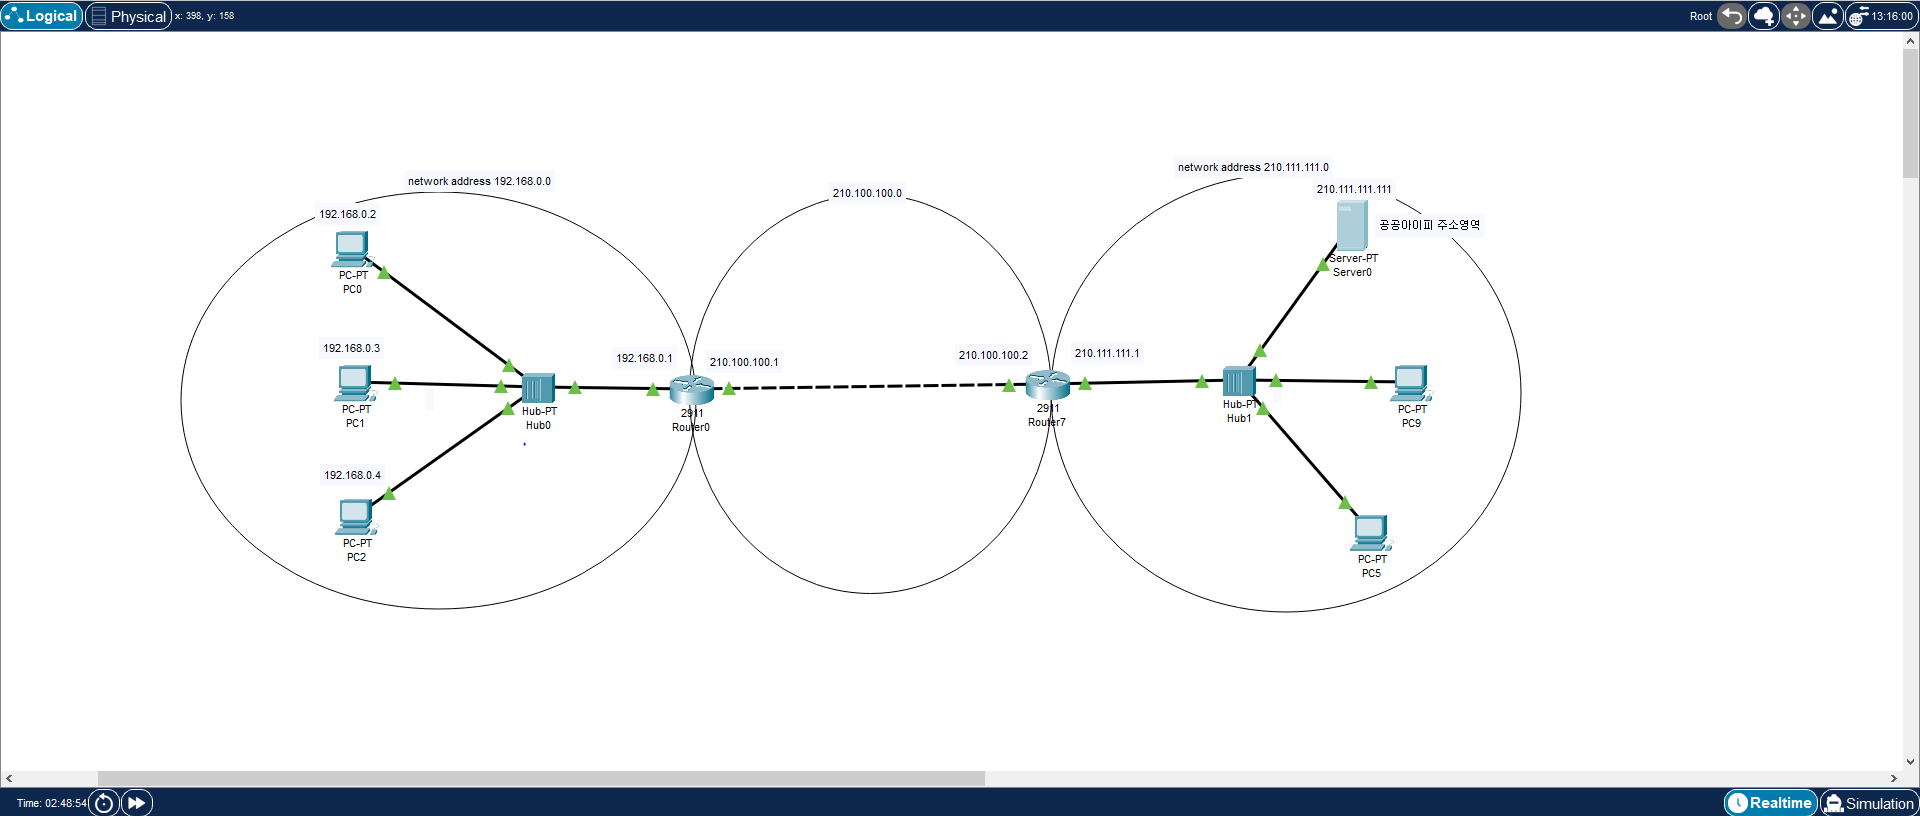 Logical
Physical
x: 398, y: 158
Root
13:16:00
network address 192.168.0.0
192.168.0.2
PC-PT
PC0
192.168.0.3
PC-PT
PC1
192.168.0.4
PC-PT
PC2
Hub-PT
Hub0
192.168.0.1
2911
Router0
210.100.100.1
210.100.100.0
210.100.100.2
2911
Router7
210.111.111.1
network address 210.111.111.0
210.111.111.111
공공아이피 주소영역
Server-PT
Server0
Hub-PT
Hub1
PC-PT
PC9
PC-PT
PC5
Time: 02:48:54
Realtime
Simulation